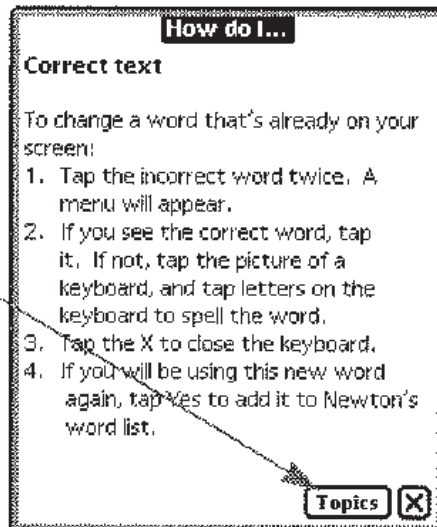 How do I...
Correct text
To change a word that's already on your
screen:
1. Tap the incorrect word twice. A
menu will appear.
2. If you see the correct word, tap
it. If not, tap the picture of a
keyboard, and tap letters on the
keyboard to spell the word.
3. Tap the X to close the keyboard.
4. If you will be using this new word
again, tap Yes to add it to Newton's
word list.
Topics X